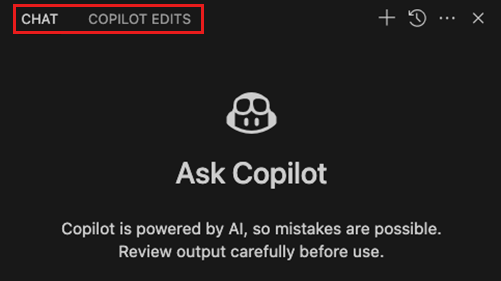 CHAT COPILOT EDITS
Ask Copilot
Copilot is powered by AI, so mistakes are possible.
Review output carefully before use.